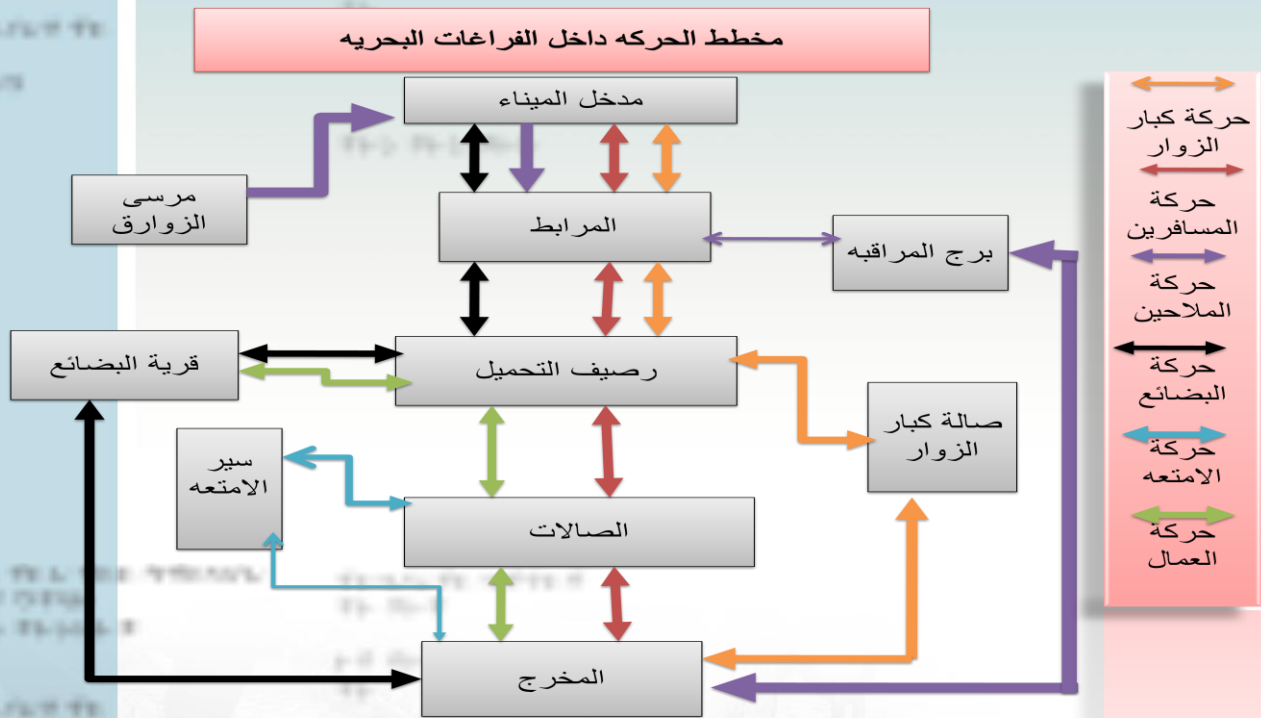 مخطط الحركه داخل الفراغات البحريه
مدخل الميناء
مرسى
الزوارق
المرابط
برج المراقبه
قرية البضائع
رصيف التحميل
صالة كبار
الزوار
سير
الامتعه
الصالات
المخرج
حركة كبار
الزوار
حركة
المسافرين
حركة
الملاحين
حركة
البضائع
حركة
الامتعه
حركة
العمال